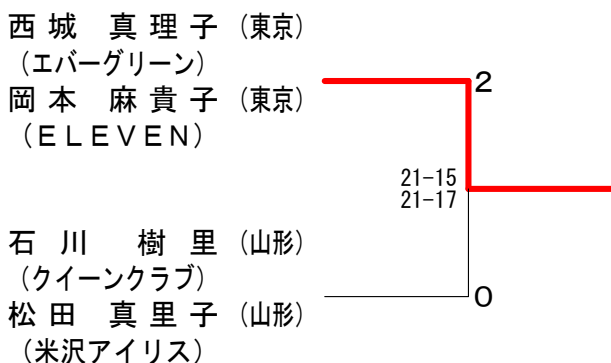 西城 真理子 (東京)
(エバーグリーン)
岡本 麻貴子 (東京)
(ELEVEN)
2
21-15
21-17
石川 樹里 (山形)
(クイーンクラブ)
松田 真里子 (山形)
(米沢アイリス)
0